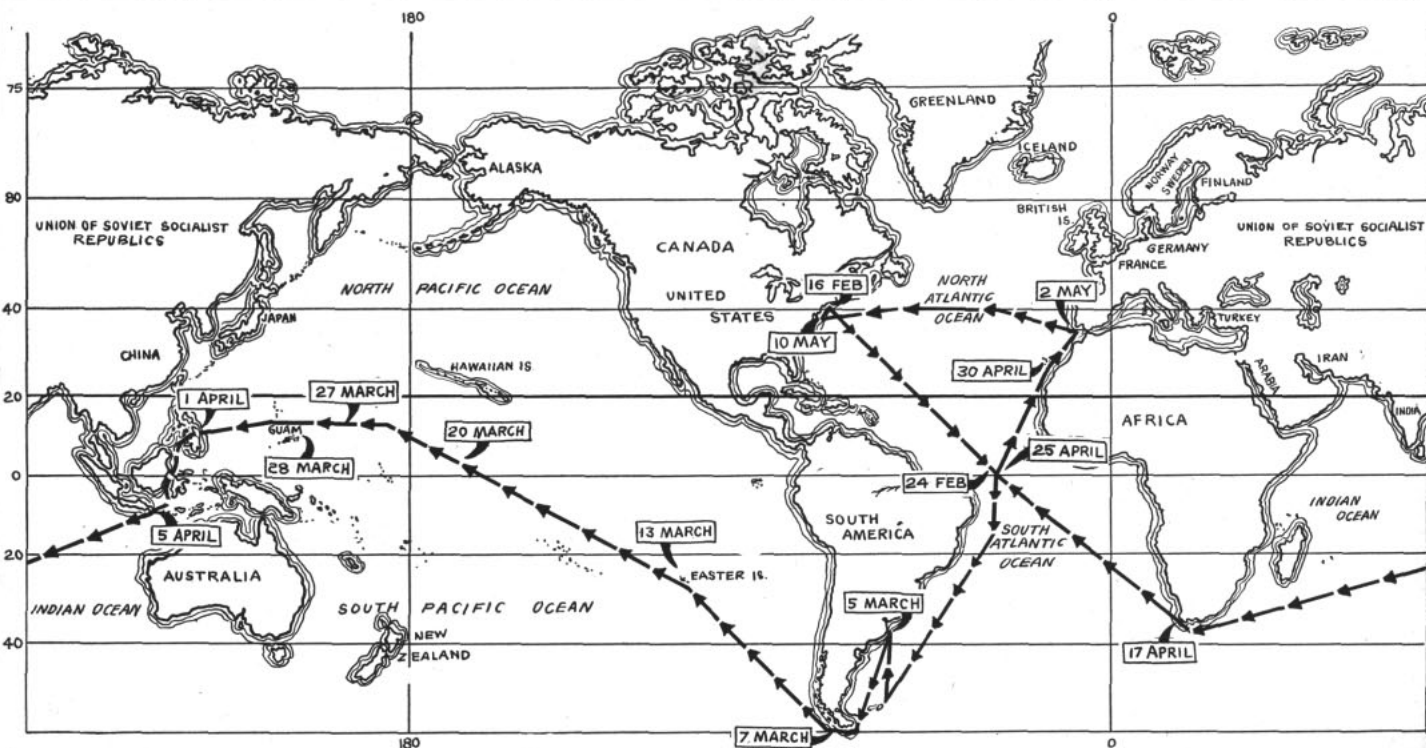 180
0
75
GREENLAND
ICELAND
ALASKA
NORWAY
SWEDEN
FINLAND
80
BRITISH
IS.
UNION OF SOVIET SOCIALIST
REPUBLICS
CANADA
GERMANY
FRANCE
UNION OF SOVIET SOCIALIST
REPUBLICS
NORTH PACIFIC OCEAN
16 FEB
NORTH
ATLANTIC
OCEAN
2 MAY
UNITED
STATES
40
JAPAN
TURKEY
10 MAY
CHINA
HAWAIIAN IS.
30 APRIL
ARABIA
IRAN
INDIA
27 MARCH
1 APRIL
20
AFRICA
GUAM
20 MARCH
28 MARCH
25 APRIL
0
24 FEB
5 APRIL
13 MARCH
SOUTH
AMERICA
SOUTH
ATLANTIC
OCEAN
INDIAN
OCEAN
20
AUSTRALIA
EASTER IS.
INDIAN OCEAN
SOUTH PACIFIC OCEAN
5 MARCH
NEW
ZEALAND
40
17 APRIL
7 MARCH
180
0